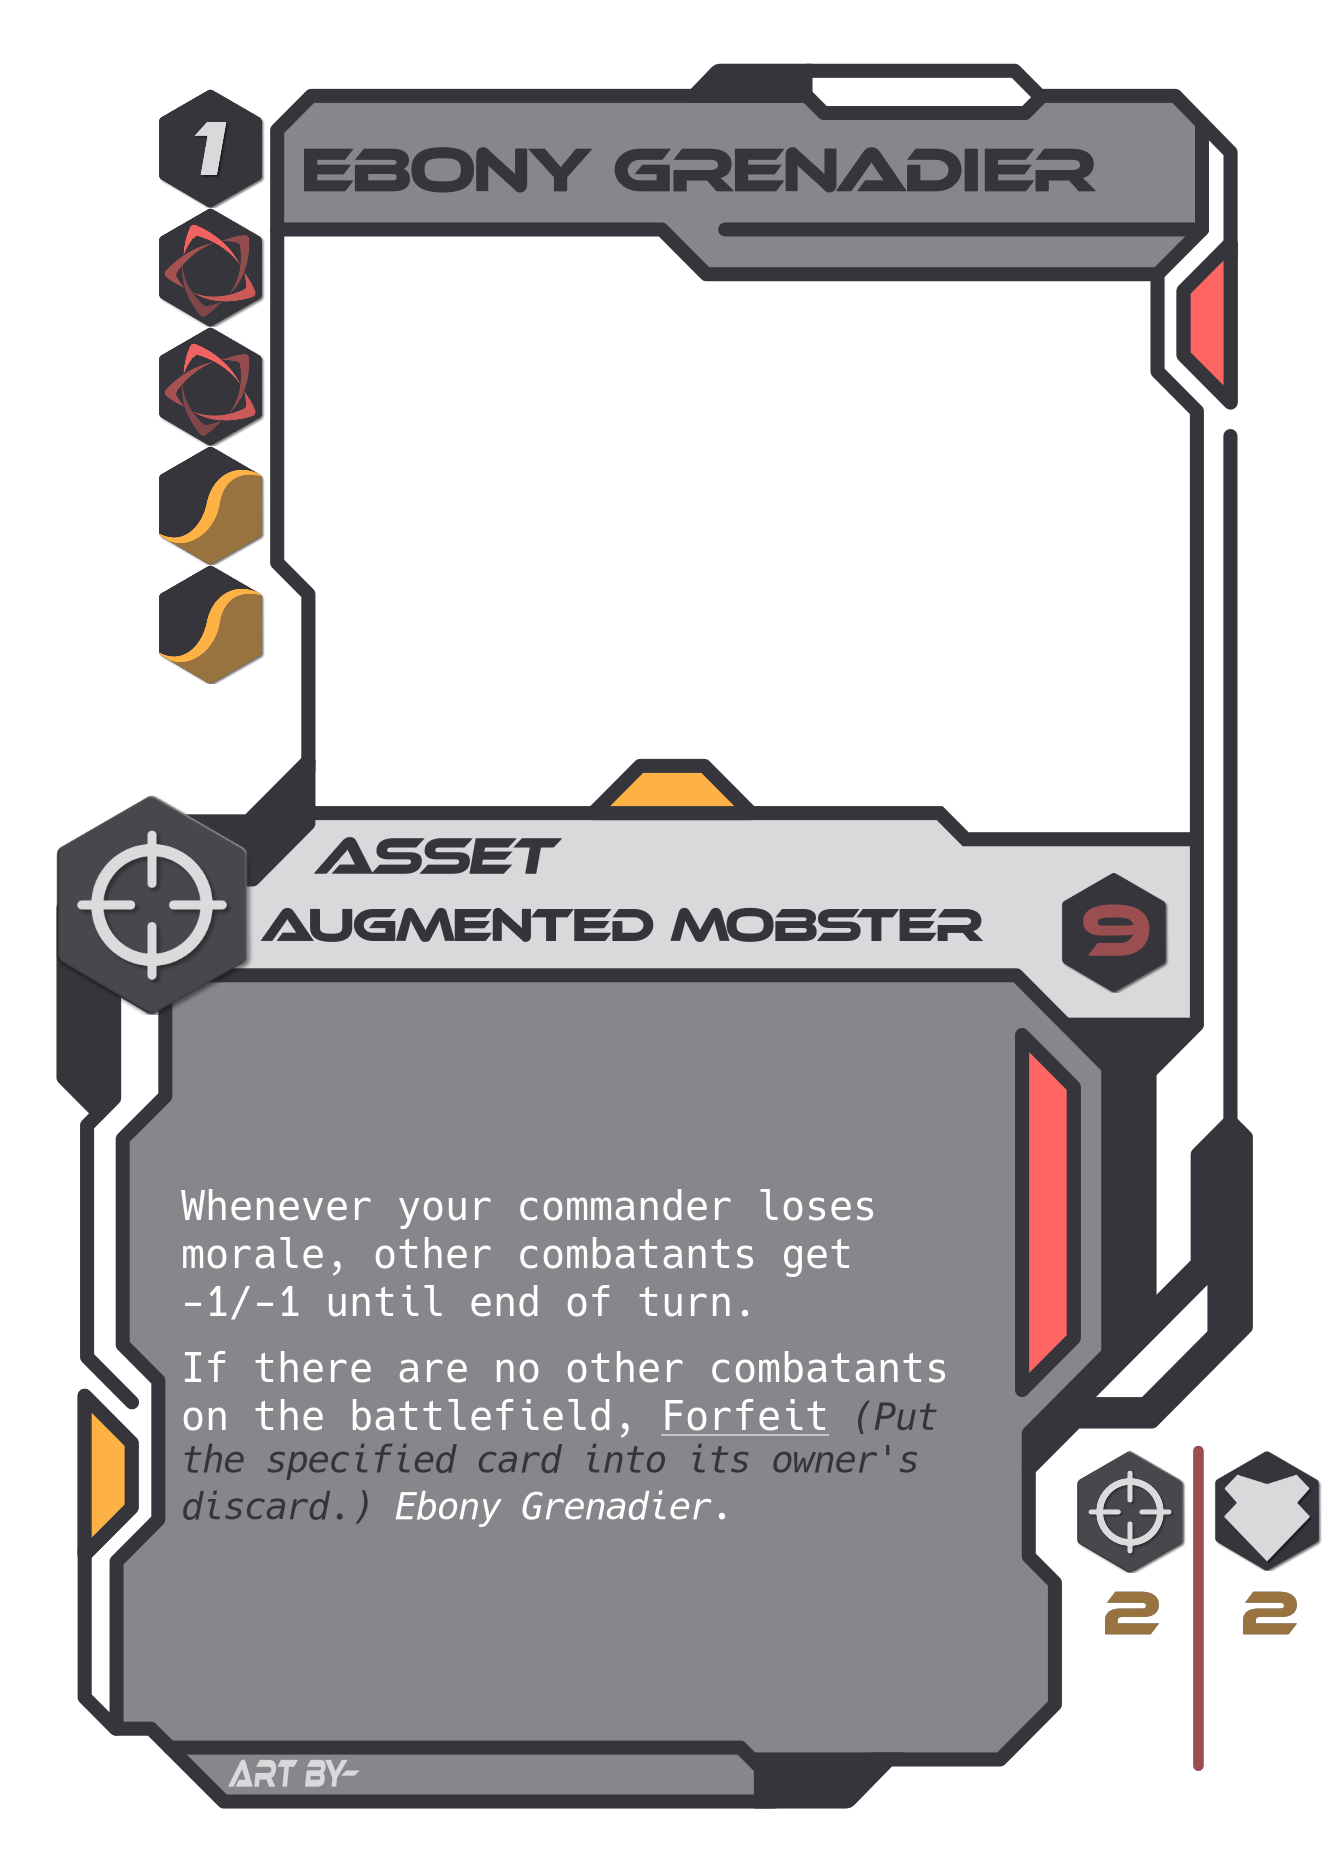 1
EBONY GRENADIER
ASSET
AUGMENTED MOBSTER
9
Whenever your commander loses
morale, other combatants get
-1/-1 until end of turn.
If there are no other combatants
on the battlefield, Forfeit (Put
the specified card into its owner's
discard.) Ebony Grenadier.
2 2
ART BY-